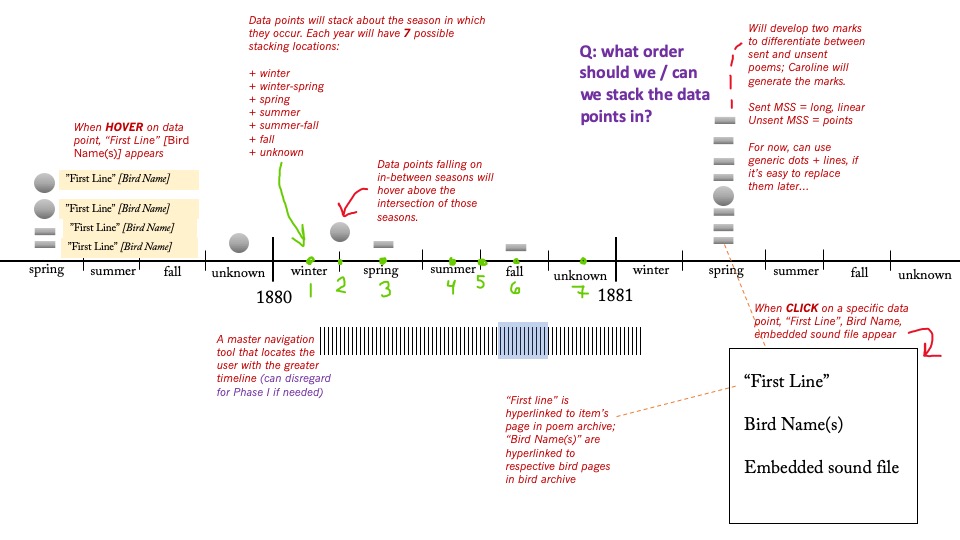 Data points will stack about the season in which
they occur. Each year will have 7 possible
stacking locations:
+ winter
+ winter-spring
+ spring
+ summer
+ summer-fall
+ fall
+ unknown
Q: what order
should we / can
we stack the data
points in?
Will develop two marks
to differentiate between
sent and unsent
poems; Caroline will
generate the marks.
Sent MSS = long, linear
Unsent MSS = points
For now, can use
generic dots + lines, if
it's easy to replace
them later...
When HOVER on data
point, "First Line" [Bird
Name(s)] appears
"First Line" [Bird Name]
"First Line" [Bird Name]
"First Line" [Bird Name]
"First Line" [Bird Name]
Data points falling on
in-between seasons will
hover above the
intersection of those
seasons.
spring
summer
fall
unknown
winter
spring
summer
fall
unknown
winter
spring
summer
fall
unknown
1880
1 2 3 4 5 6 7
1881
A master navigation
tool that locates the
user with the greater
timeline (can disregard
for Phase I if needed)
When CLICK on a specific data
point, "First Line", Bird Name,
embedded sound file appear
"First line" is
hyperlinked to item's
page in poem archive;
"Bird Name(s)" are
hyperlinked to
respective bird pages
in bird archive
"First Line"
Bird Name(s)
Embedded sound file